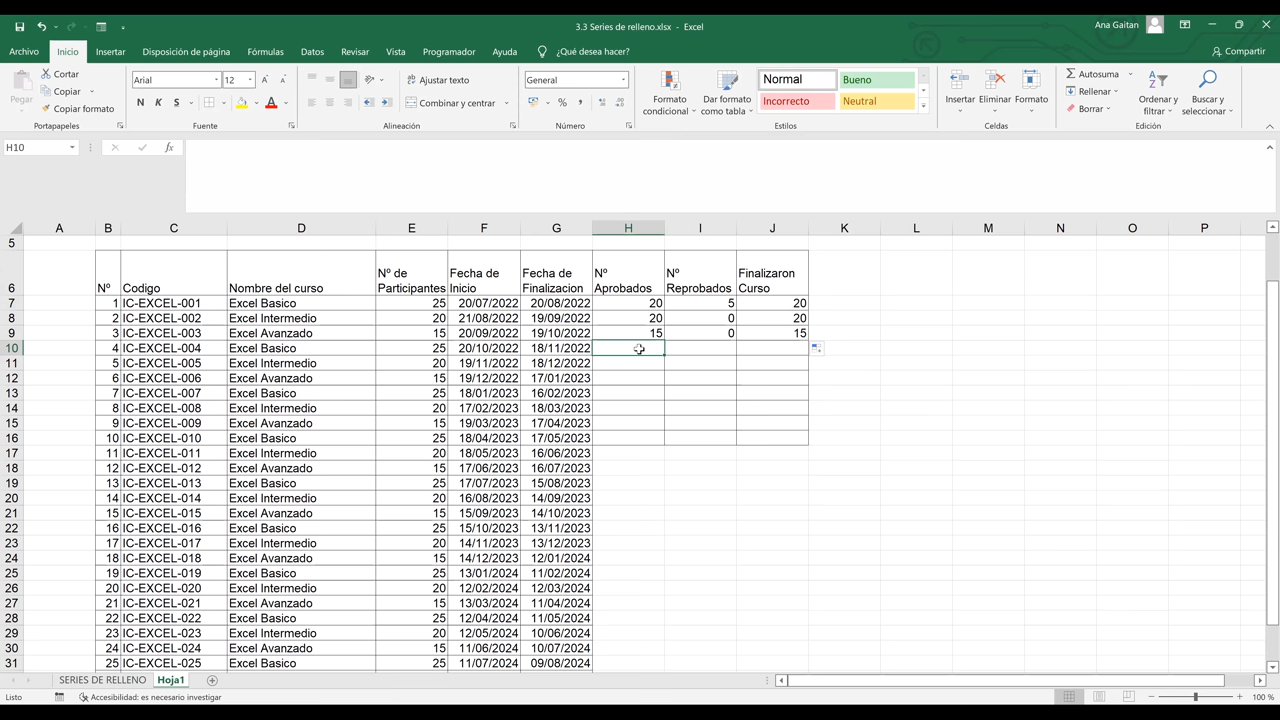 3.3 Series de relleno.xlsx - Excel
Ana Gaitan
Archivo Inicio Insertar Disposición de página Fórmulas Datos Revisar Vista Programador Ayuda ¿Qué desea hacer? Compartir
Pegar
Cortar
Copiar
Copiar formato
Portapapeles
Arial 12
N K S
Fuente
Ajustar texto
Combinar y centrar
Alineación
General
Número
Formato condicional
Dar formato como tabla
Normal Bueno
Incorrecto Neutral
Estilos
Insertar Eliminar Formato
Celdas
Autosuma
Rellenar
Borrar
Ordenar y filtrar
Buscar y seleccionar
Edición
H10 fx
A B C D E F G H I J K L M N O P
5
6 Nº Codigo Nombre del curso Nº de Participantes Fecha de Inicio Fecha de Finalizacion Nº Aprobados Nº Reprobados Finalizaron Curso
7 1 IC-EXCEL-001 Excel Basico 25 20/07/2022 20/08/2022 20 5 20
8 2 IC-EXCEL-002 Excel Intermedio 20 21/08/2022 19/09/2022 20 0 20
9 3 IC-EXCEL-003 Excel Avanzado 15 20/09/2022 19/10/2022 15 0 15
10 4 IC-EXCEL-004 Excel Basico 25 20/10/2022 18/11/2022
11 5 IC-EXCEL-005 Excel Intermedio 20 19/11/2022 18/12/2022
12 6 IC-EXCEL-006 Excel Avanzado 15 19/12/2022 17/01/2023
13 7 IC-EXCEL-007 Excel Basico 25 18/01/2023 16/02/2023
14 8 IC-EXCEL-008 Excel Intermedio 20 17/02/2023 18/03/2023
15 9 IC-EXCEL-009 Excel Avanzado 15 19/03/2023 17/04/2023
16 10 IC-EXCEL-010 Excel Basico 25 18/04/2023 17/05/2023
17 11 IC-EXCEL-011 Excel Intermedio 20 18/05/2023 16/06/2023
18 12 IC-EXCEL-012 Excel Avanzado 15 17/06/2023 16/07/2023
19 13 IC-EXCEL-013 Excel Basico 25 17/07/2023 15/08/2023
20 14 IC-EXCEL-014 Excel Intermedio 20 16/08/2023 14/09/2023
21 15 IC-EXCEL-015 Excel Avanzado 15 15/09/2023 14/10/2023
22 16 IC-EXCEL-016 Excel Basico 25 15/10/2023 13/11/2023
23 17 IC-EXCEL-017 Excel Intermedio 20 14/11/2023 13/12/2023
24 18 IC-EXCEL-018 Excel Avanzado 15 14/12/2023 12/01/2024
25 19 IC-EXCEL-019 Excel Basico 25 13/01/2024 11/02/2024
26 20 IC-EXCEL-020 Excel Intermedio 20 12/02/2024 12/03/2024
27 21 IC-EXCEL-021 Excel Avanzado 15 13/03/2024 11/04/2024
28 22 IC-EXCEL-022 Excel Basico 25 12/04/2024 11/05/2024
29 23 IC-EXCEL-023 Excel Intermedio 20 12/05/2024 10/06/2024
30 24 IC-EXCEL-024 Excel Avanzado 15 11/06/2024 10/07/2024
31 25 IC-EXCEL-025 Excel Basico 25 11/07/2024 09/08/2024
SERIES DE RELLENO Hoja1
Listo Accesibilidad: es necesario investigar 100 %